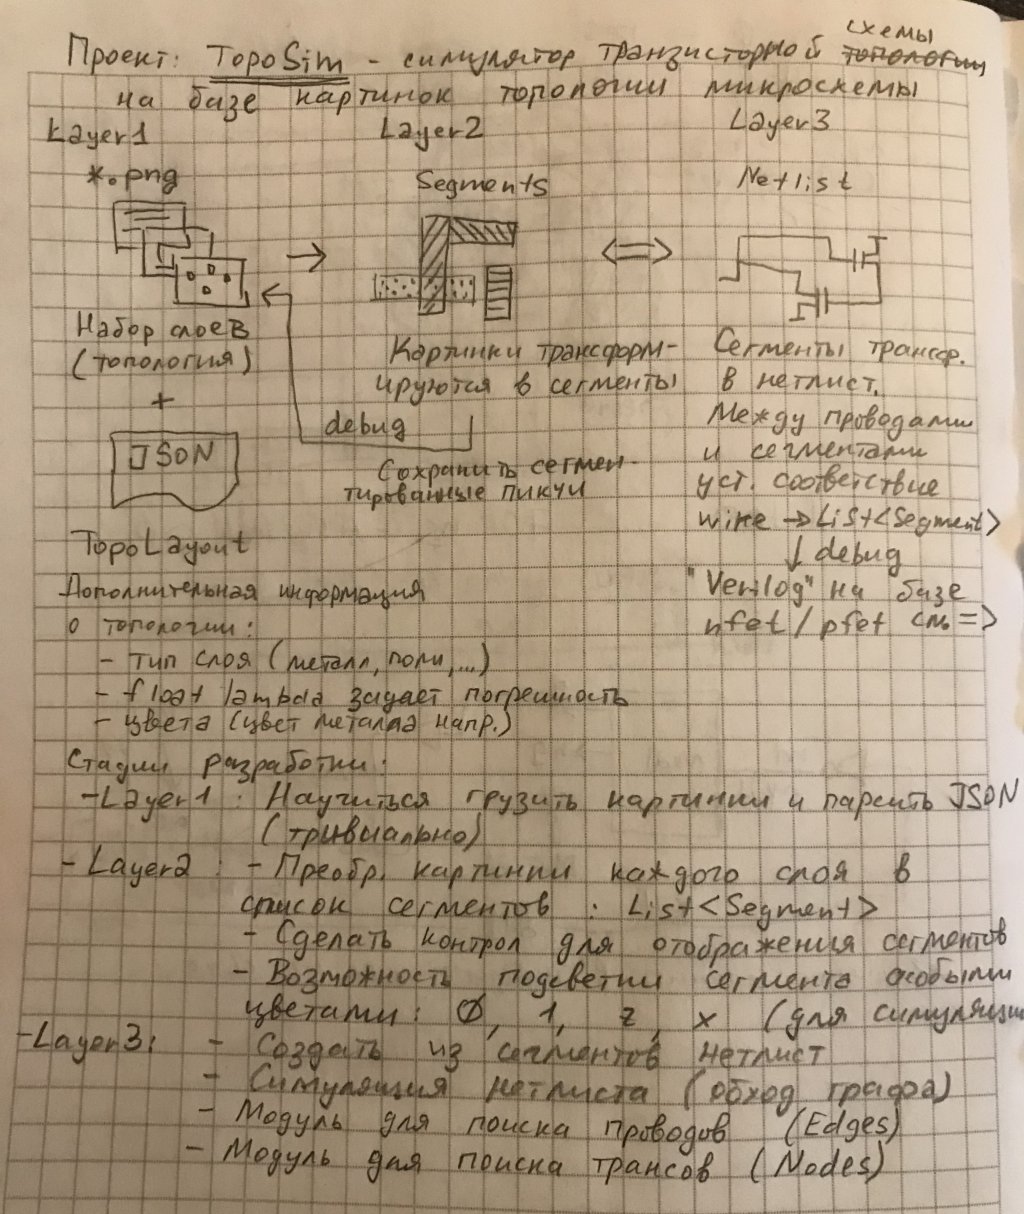 схемы
Проект: TopoSim - симулятор транзисторной топологии
на базе картинок топологии микросхемы
Layer1
*.png
Набор слоев
(топология)
+
JSON
TopoLayout
Дополнительная информация
о топологии:
- тип слоя (металл, поли, ...)
- float lambda задает погрешность
- цвета (цвет металла напр.)
Layer2
Segments
Картинки трансформ-
ируются в сегменты
debug
Сохранить сегмен-
тированные пикчи
Layer3
Netlist
Сегменты трансф.
в нетлист.
Между проводами
и сегментами
уст. соответствие
wire → List<Segment>
↓ debug
"Verilog" на базе
nfet/pfet см. =>
Стадии разработки:
- Layer1: Научиться грузить картинки и парсить JSON
(тривиально)
- Layer2: - Преобр. картинки каждого слоя в
список сегментов: List<Segment>
- Сделать контрол для отображения сегментов
- Возможность подсветки сегмента особыми
цветами: 0, 1, z, x (для симуляции
- Layer3: - Создать из сегментов нетлист
- Симуляция нетлиста (обход графа)
- Модуль для поиска проводов (Edges)
- Модуль для поиска трансов (Nodes)